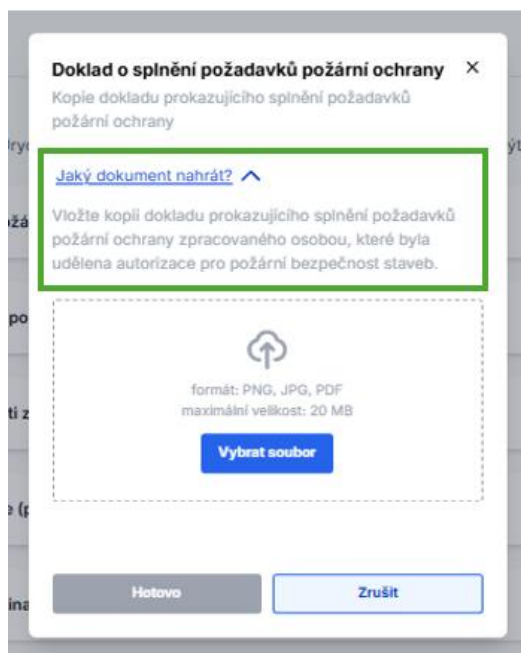 Doklad o splnění požadavků požární ochrany ×
Kopie dokladu prokazujícího splnění požadavků
požární ochrany
Jaký dokument nahrát?
Vložte kopii dokladu prokazujícího splnění požadavků
požární ochrany zpracovaného osobou, které byla
udělena autorizace pro požární bezpečnost staveb.
formát: PNG, JPG, PDF
maximální velikost: 20 MB
Vybrat soubor
Hotovo
Zrušit